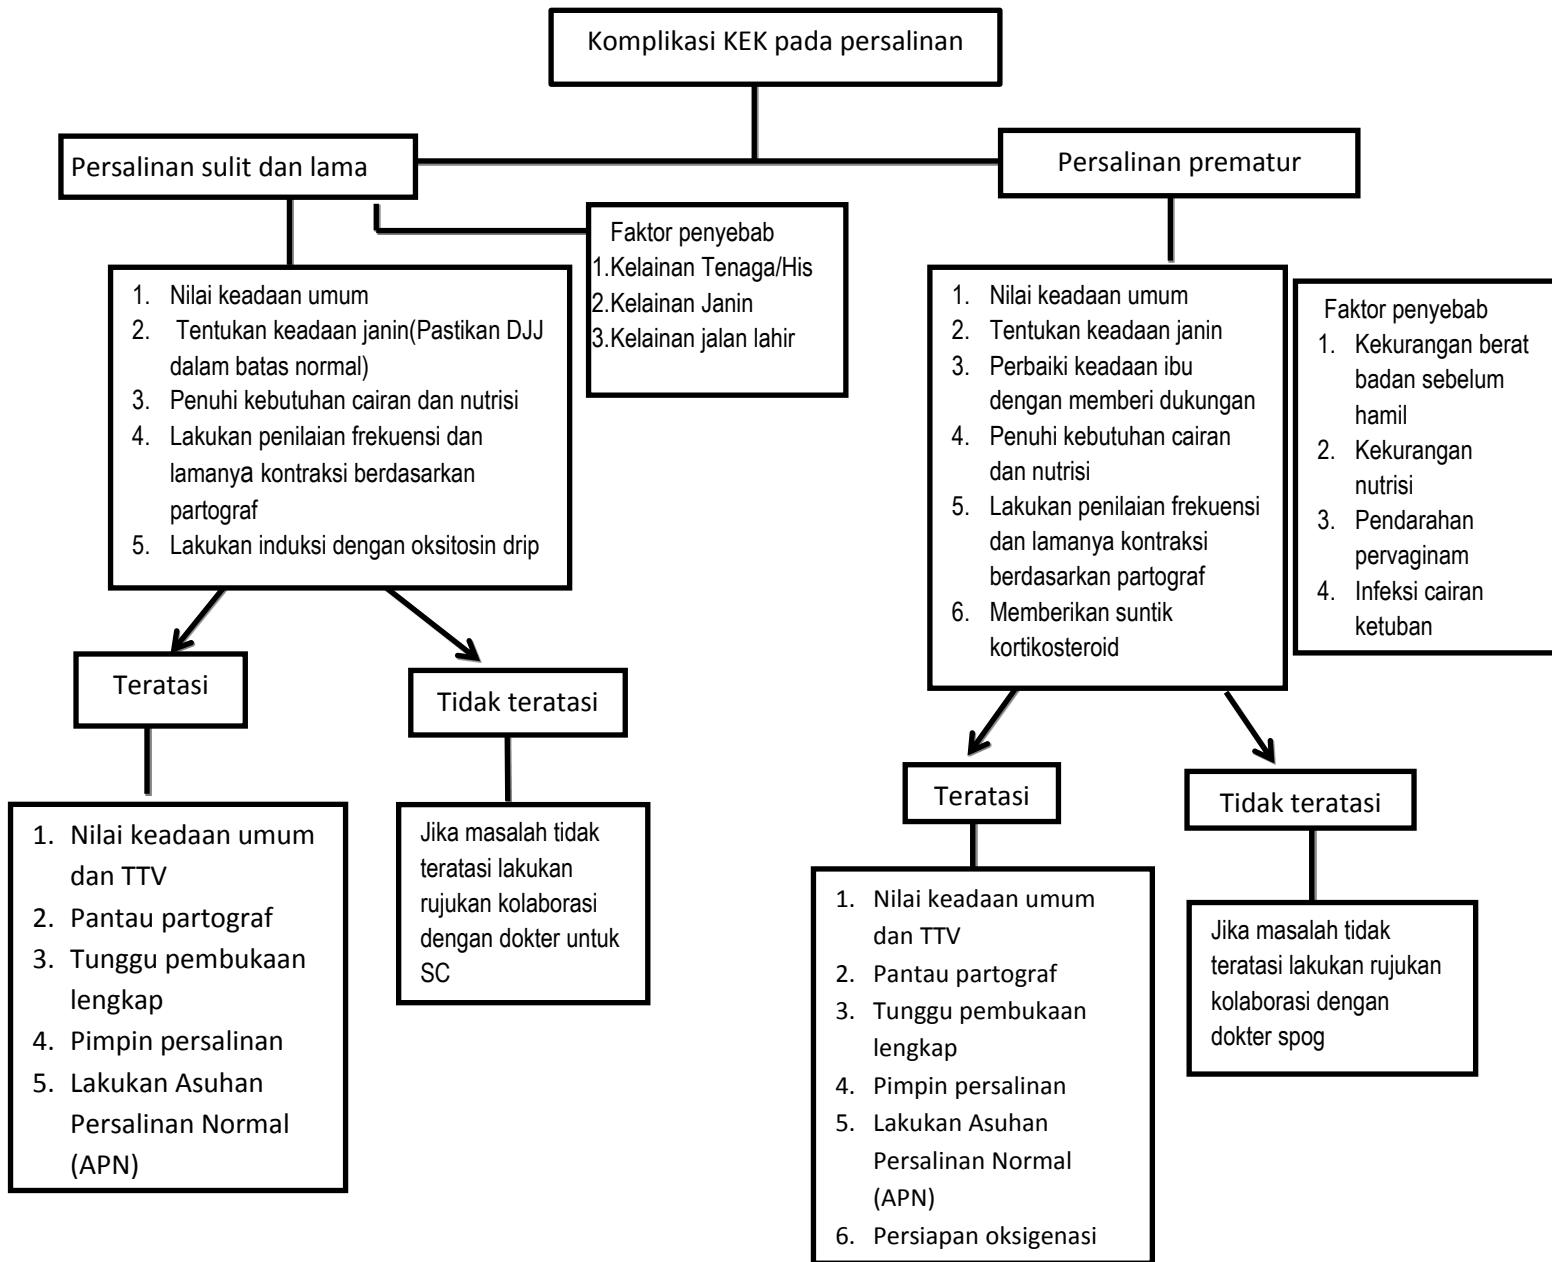 Komplikasi KEK pada persalinan
Persalinan sulit dan lama
Persalinan prematur
Faktor penyebab
1.Kelainan Tenaga/His
2.Kelainan Janin
3.Kelainan jalan lahir
1. Nilai keadaan umum
2. Tentukan keadaan janin(Pastikan DJJ
dalam batas normal)
3. Penuhi kebutuhan cairan dan nutrisi
4. Lakukan penilaian frekuensi dan
lamanya kontraksi berdasarkan
partograf
5. Lakukan induksi dengan oksitosin drip
1. Nilai keadaan umum
2. Tentukan keadaan janin
3. Perbaiki keadaan ibu
dengan memberi dukungan
4. Penuhi kebutuhan cairan
dan nutrisi
5. Lakukan penilaian frekuensi
dan lamanya kontraksi
berdasarkan partograf
6. Memberikan suntik
kortikosteroid
Faktor penyebab
1. Kekurangan berat
badan sebelum
hamil
2. Kekurangan
nutrisi
3. Pendarahan
pervaginam
4. Infeksi cairan
ketuban
Teratasi
Tidak teratasi
Teratasi
Tidak teratasi
1. Nilai keadaan umum
dan TTV
2. Pantau partograf
3. Tunggu pembukaan
lengkap
4. Pimpin persalinan
5. Lakukan Asuhan
Persalinan Normal
(APN)
Jika masalah tidak
teratasi lakukan
rujukan kolaborasi
dengan dokter untuk
SC
1. Nilai keadaan umum
dan TTV
2. Pantau partograf
3. Tunggu pembukaan
lengkap
4. Pimpin persalinan
5. Lakukan Asuhan
Persalinan Normal
(APN)
6. Persiapan oksigenasi
Jika masalah tidak
teratasi lakukan rujukan
kolaborasi dengan
dokter spog